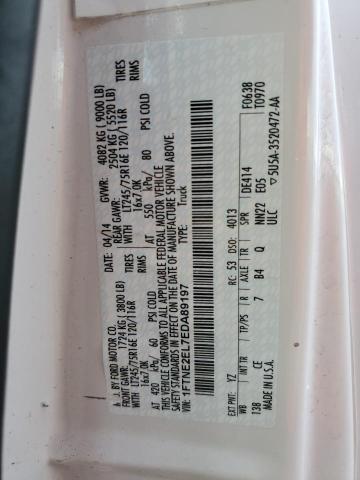 MFD. BY FORD MOTOR CO.
DATE: 04/14 GVWR: 4082 KG ( 9000 LB)
FRONT GAWR: 1724 KG ( 3800 LB) REAR GAWR: 2504 KG ( 5520 LB)
WITH LT245/75R16E 120/116R TIRES WITH LT245/75R16E 120/116R TIRES
16x7.0K RIMS 16x7.0K RIMS
AT 420 kPa/ 60 PSI COLD AT 550 kPa/ 80 PSI COLD
THIS VEHICLE CONFORMS TO ALL APPLICABLE FEDERAL MOTOR VEHICLE
SAFETY STANDARDS IN EFFECT ON THE DATE OF MANUFACTURE SHOWN ABOVE.
VIN: 1FTNE2EL7EDA89197 TYPE: Truck
F0638
T0970
EXT PNT: YZ RC: 53 DSO: 4013 DE414
WB INT TR TP/PS R AXLE TR SPR
138 CE 7 B4 Q NN22 E05
MADE IN U.S.A. ULC 5U5A-3520472-AA